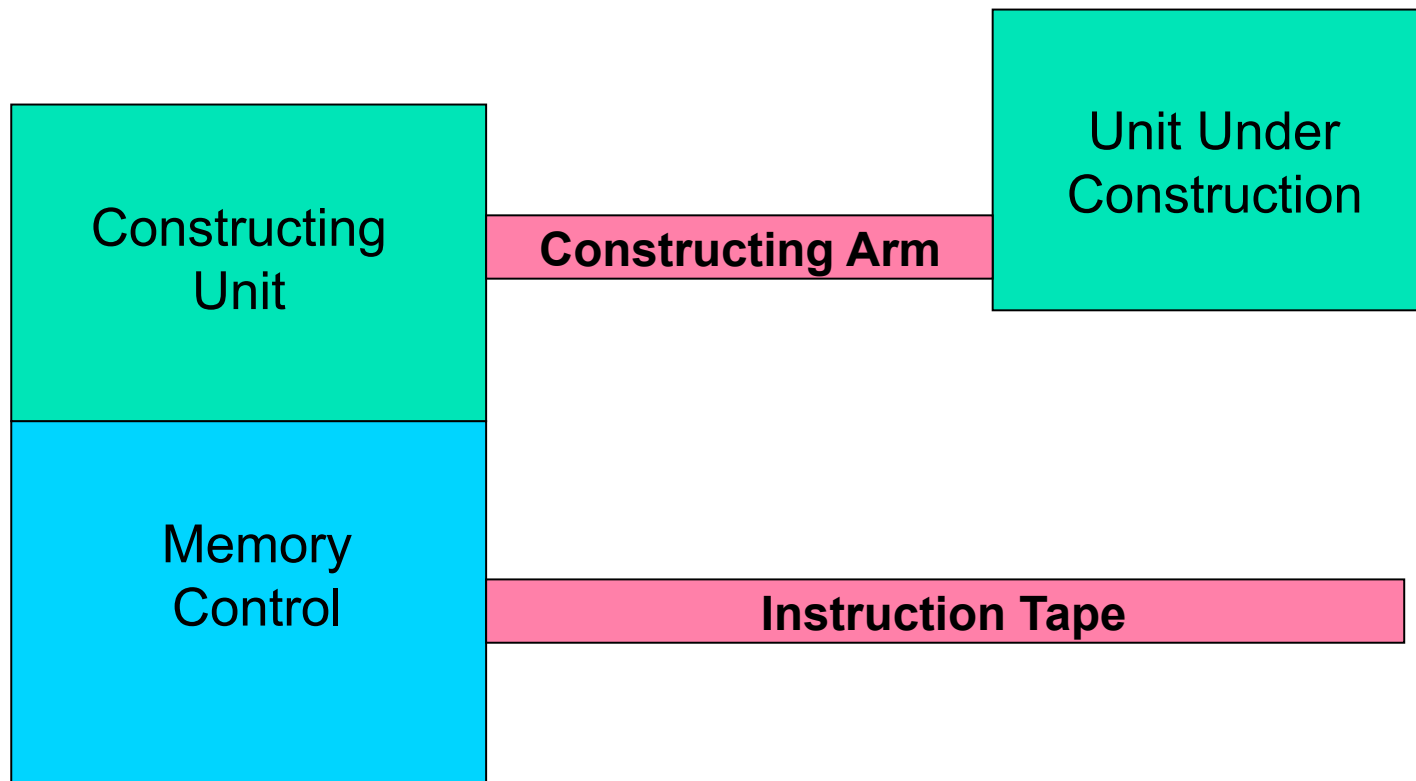 Unit Under
Construction
Constructing
Unit
Constructing Arm
Memory
Control
Instruction Tape